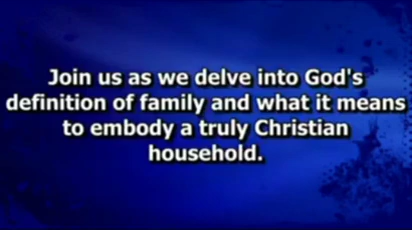 Join us as we delve into God's
definition of family and what it means
to embody a truly Christian
household.